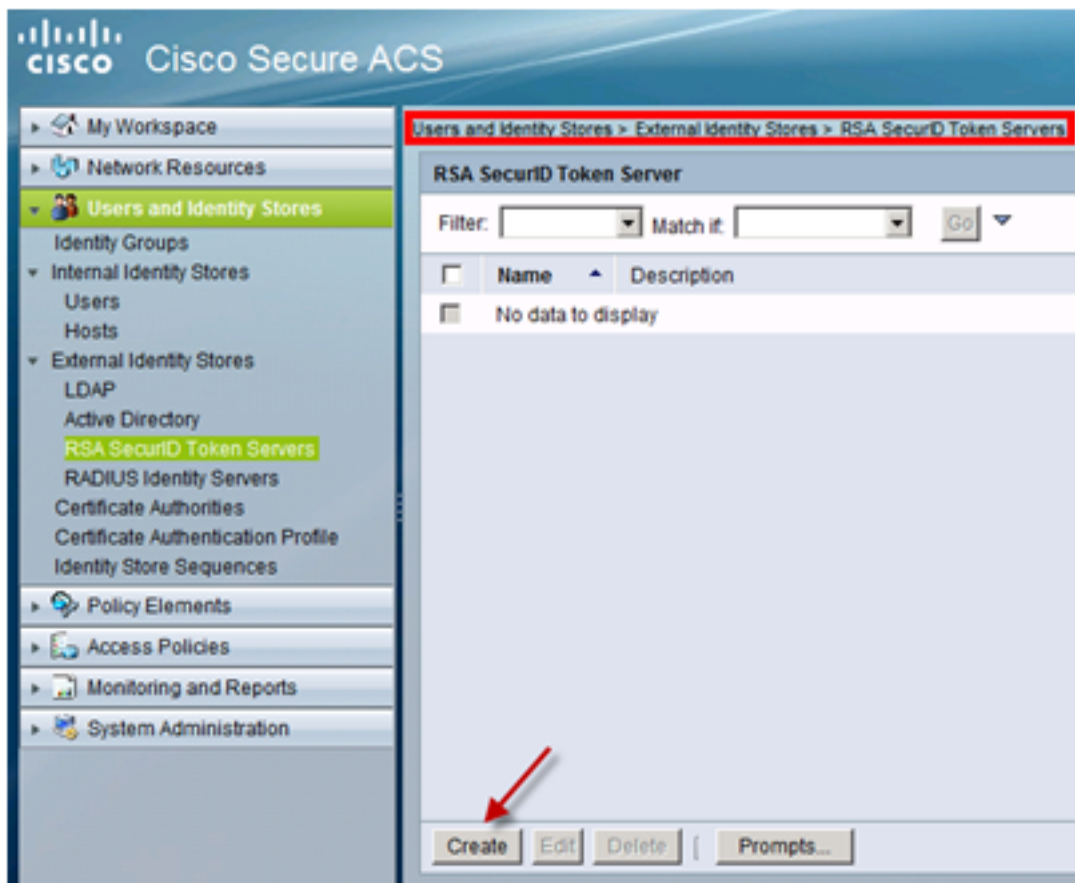 CISCO Cisco Secure ACS
My Workspace
Network Resources
Users and Identity Stores
Identity Groups
Internal Identity Stores
Users
Hosts
External Identity Stores
LDAP
Active Directory
RSA SecurID Token Servers
RADIUS Identity Servers
Certificate Authorities
Certificate Authentication Profile
Identity Store Sequences
Policy Elements
Access Policies
Monitoring and Reports
System Administration
Users and Identity Stores > External Identity Stores > RSA SecurID Token Servers
RSA SecurID Token Server
Filter: Match if: Go
Name Description
No data to display
Create Edit Delete | Prompts...